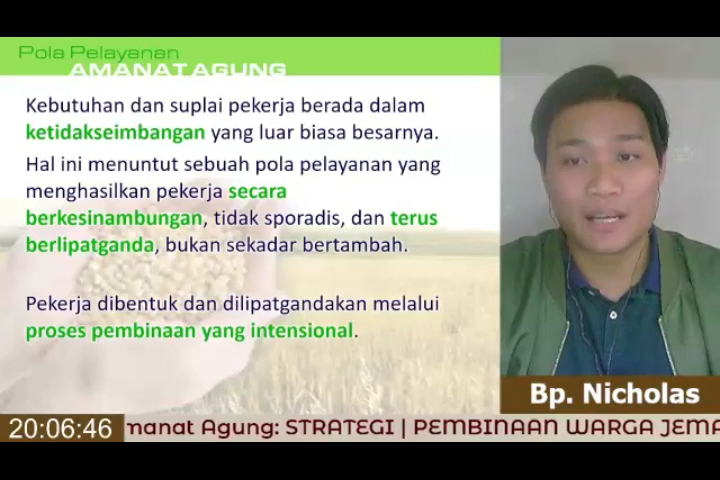 Pola Pelayanan
AMANAT AGUNG
Kebutuhan dan suplai pekerja berada dalam
ketidakseimbangan yang luar biasa besarnya.
Hal ini menuntut sebuah pola pelayanan yang
menghasilkan pekerja secara
berkesinambungan, tidak sporadis, dan terus
berlipatganda, bukan sekadar bertambah.
Pekerja dibentuk dan dilipatgandakan melalui
proses pembinaan yang intensional.
Bp. Nicholas
20:06:46 manat Agung: STRATEGI | PEMBINAAN WARGA JEMA